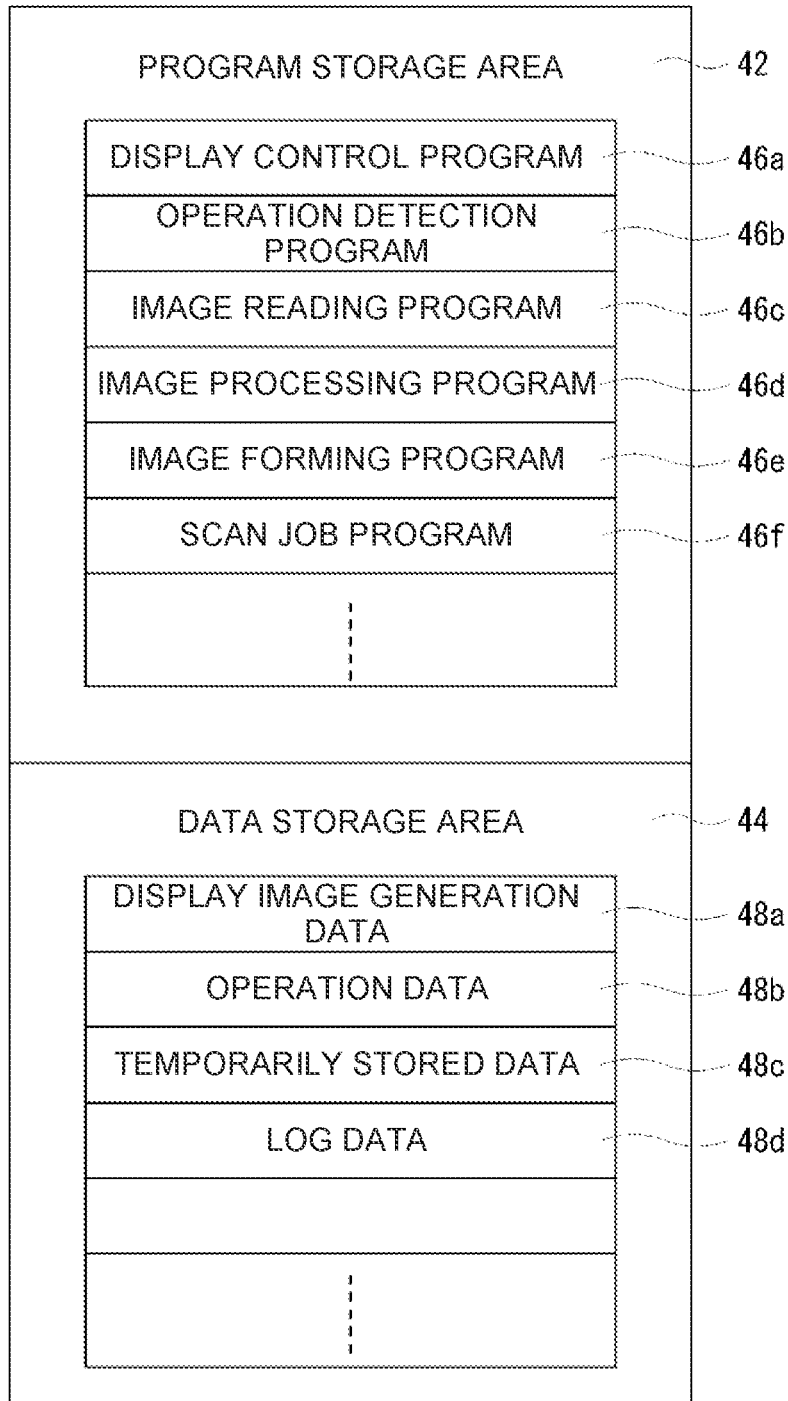 PROGRAM STORAGE AREA 42
DISPLAY CONTROL PROGRAM 46a
OPERATION DETECTION
PROGRAM 46b
IMAGE READING PROGRAM 46c
IMAGE PROCESSING PROGRAM 46d
IMAGE FORMING PROGRAM 46e
SCAN JOB PROGRAM 46f
DATA STORAGE AREA 44
DISPLAY IMAGE GENERATION
DATA 48a
OPERATION DATA 48b
TEMPORARILY STORED DATA 48c
LOG DATA 48d